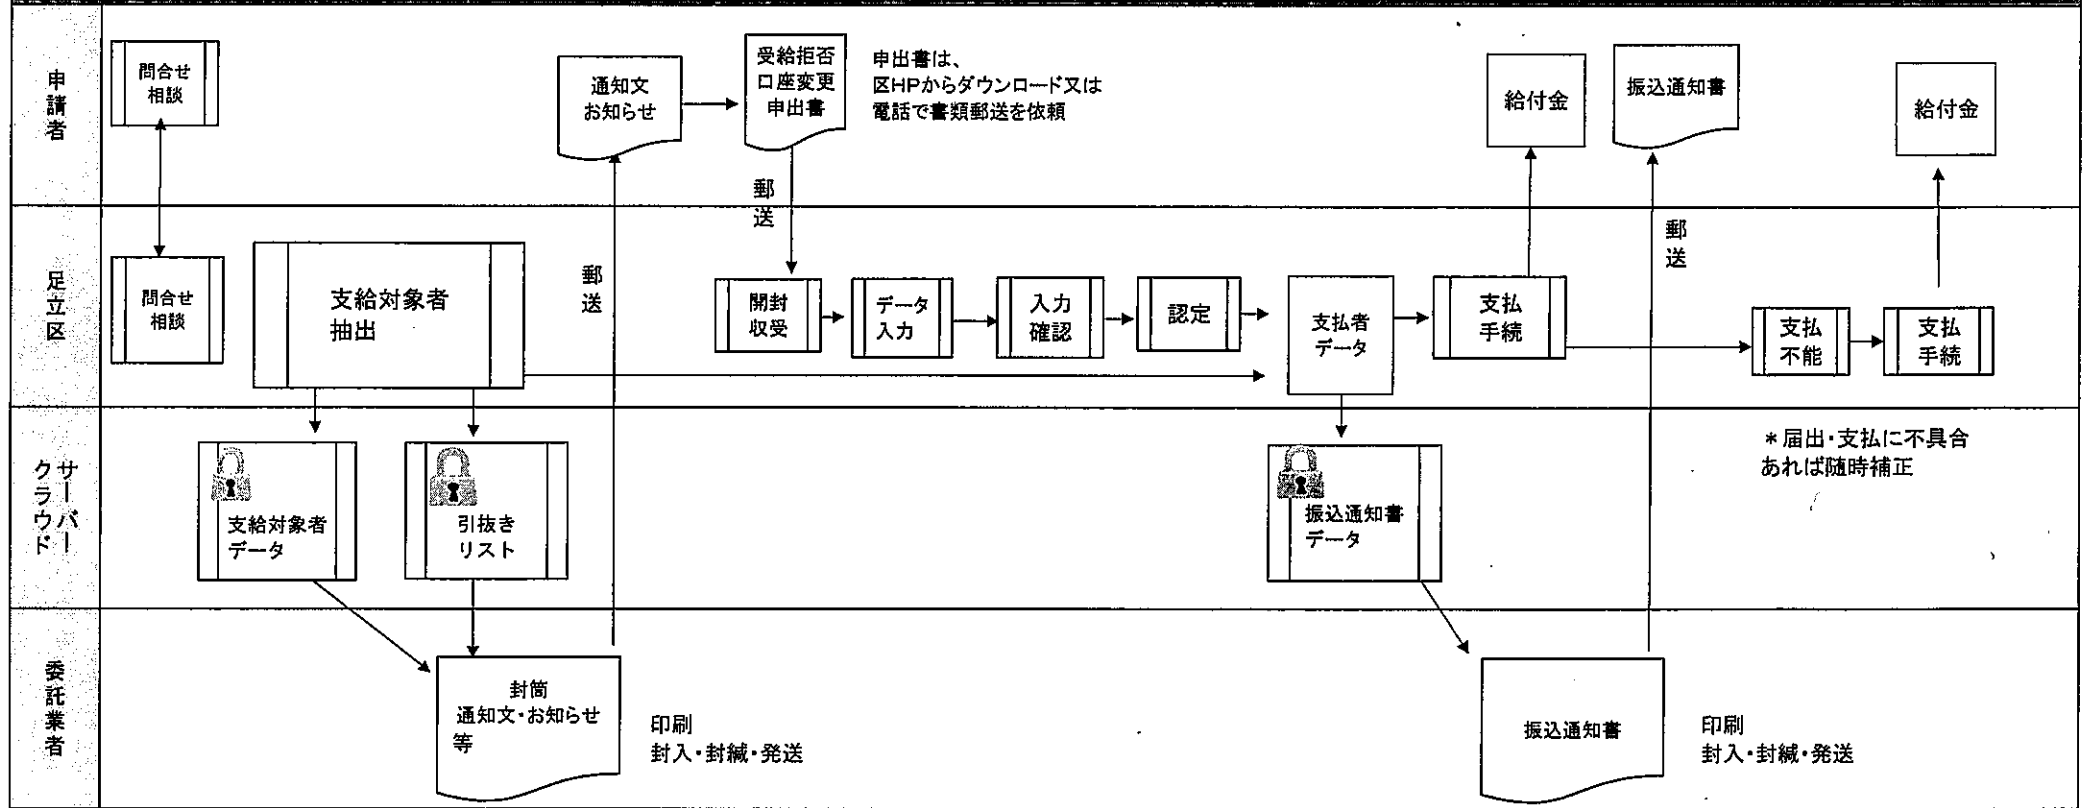 申請者
問合せ
相談
通知文
お知らせ
受給拒否
口座変更
申出書
申出書は、
区HPからダウンロード又は
電話で書類郵送を依頼
給付金
振込通知書
給付金
郵送
足立区
問合せ
相談
支給対象者
抽出
郵送
開封
収受
データ
入力
入力
確認
認定
支払者
データ
支払
手続
郵送
支払
不能
支払
手続
サーバー
クラウド
支給対象者
データ
引抜き
リスト
振込通知書
データ
*届出・支払に不具合
あれば随時補正
委託業者
封筒
通知文・お知らせ
等
印刷
封入・封緘・発送
振込通知書
印刷
封入・封緘・発送